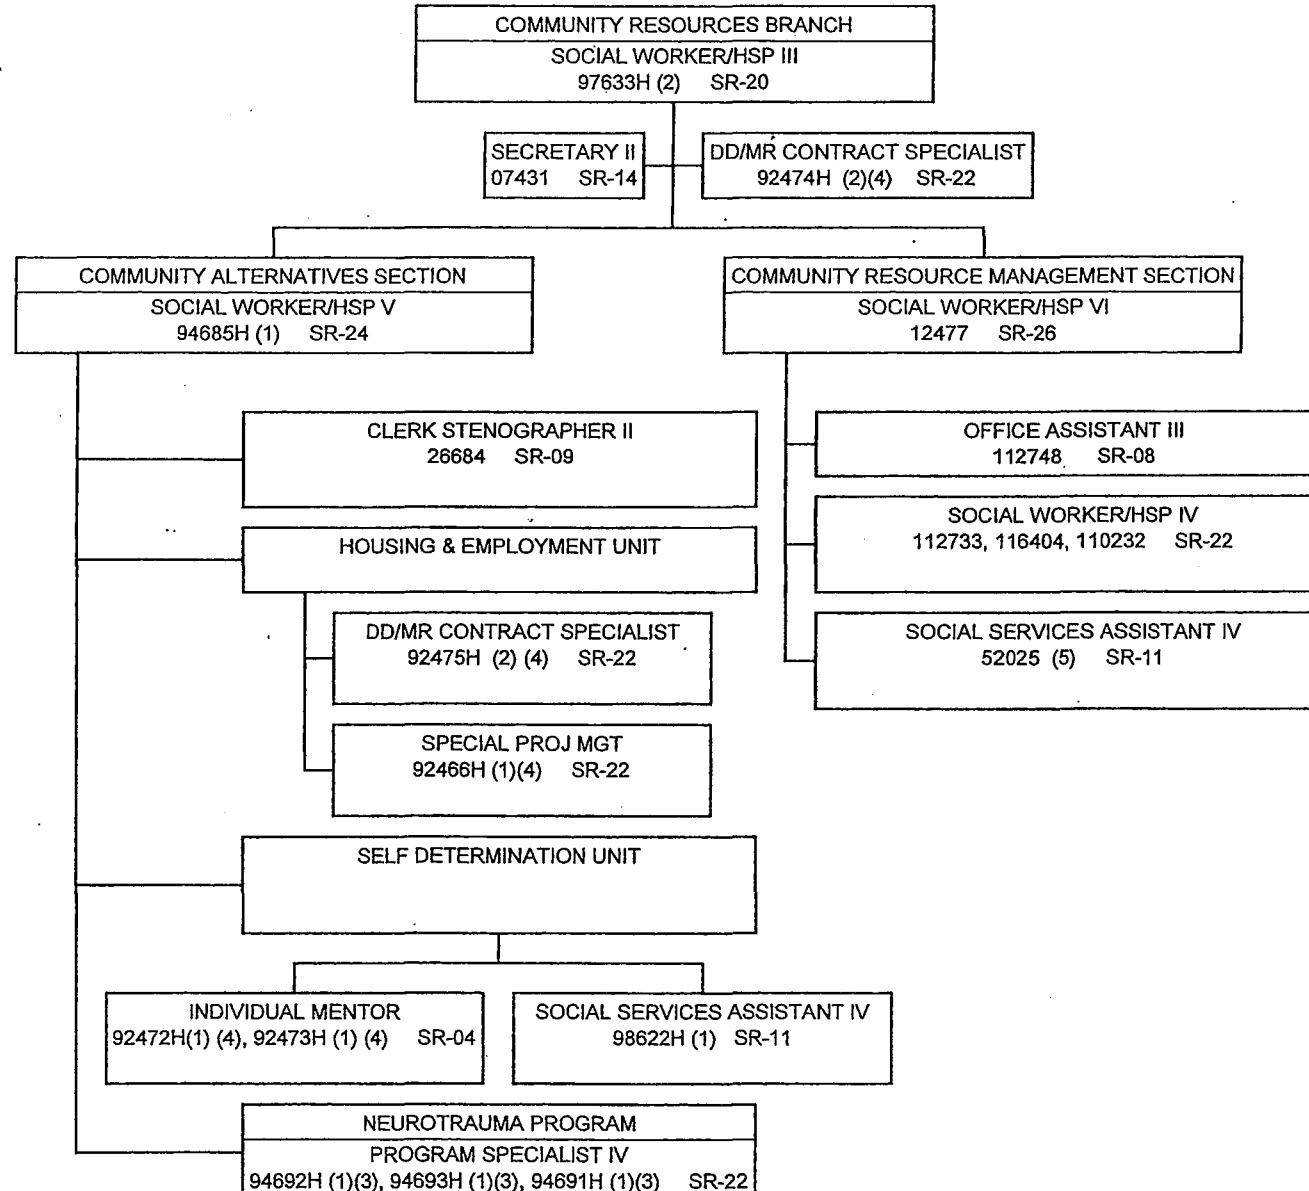 COMMUNITY RESOURCES BRANCH
SOCIAL WORKER/HSP III
97633H (2) SR-20
SECRETARY II
07431 SR-14
DD/MR CONTRACT SPECIALIST
92474H (2)(4) SR-22
COMMUNITY ALTERNATIVES SECTION
SOCIAL WORKER/HSP V
94685H (1) SR-24
COMMUNITY RESOURCE MANAGEMENT SECTION
SOCIAL WORKER/HSP VI
12477 SR-26
CLERK STENOGRAPHER II
26684 SR-09
HOUSING & EMPLOYMENT UNIT
DD/MR CONTRACT SPECIALIST
92475H (2) (4) SR-22
SPECIAL PROJ MGT
92466H (1)(4) SR-22
OFFICE ASSISTANT III
112748 SR-08
SOCIAL WORKER/HSP IV
112733, 116404, 110232 SR-22
SOCIAL SERVICES ASSISTANT IV
52025 (5) SR-11
SELF DETERMINATION UNIT
INDIVIDUAL MENTOR
92472H(1) (4), 92473H (1) (4) SR-04
SOCIAL SERVICES ASSISTANT IV
98622H (1) SR-11
NEUROTRAUMA PROGRAM
PROGRAM SPECIALIST IV
94692H (1)(3), 94693H (1)(3), 94691H (1)(3) SR-22